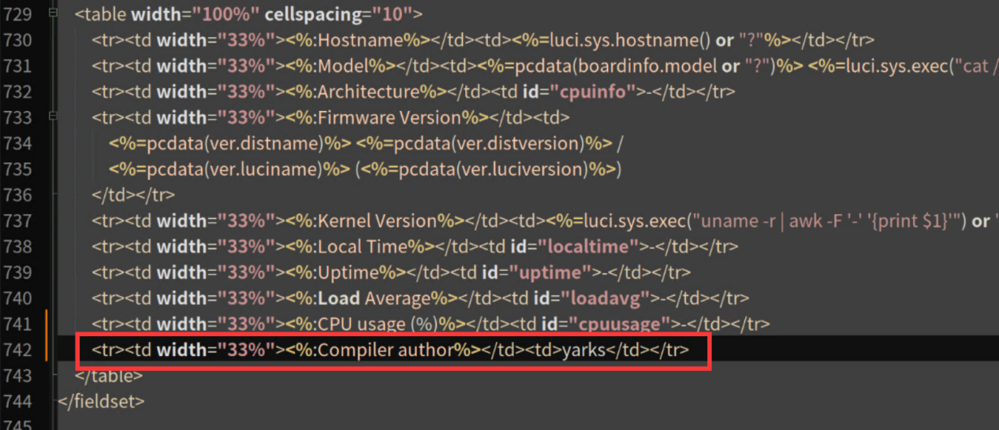 729 <table width="100%" cellspacing="10">
730 <tr><td width="33%"><%:Hostname%></td><td><%=luci.sys.hostname() or "?"%></td></tr>
731 <tr><td width="33%"><%:Model%></td><td><%=pcdata(boardinfo.model or "?")%> <%=luci.sys.exec("cat /
732 <tr><td width="33%"><%:Architecture%></td><td id="cpuinfo">-</td></tr>
733 <tr><td width="33%"><%:Firmware Version%></td><td>
734 <%=pcdata(ver.distname)%> <%=pcdata(ver.distversion)%> /
735 <%=pcdata(ver.luciname)%> (<%=pcdata(ver.luciversion)%>)
736 </td></tr>
737 <tr><td width="33%"><%:Kernel Version%></td><td><%=luci.sys.exec("uname -r | awk -F '-' '{print $1}'") or "
738 <tr><td width="33%"><%:Local Time%></td><td id="localtime">-</td></tr>
739 <tr><td width="33%"><%:Uptime%></td><td id="uptime">-</td></tr>
740 <tr><td width="33%"><%:Load Average%></td><td id="loadavg">-</td></tr>
741 <tr><td width="33%"><%:CPU usage (%)%></td><td id="cpuusage">-</td></tr>
742 <tr><td width="33%"><%:Compiler author%></td><td>yarks</td></tr>
743 </table>
744 </fieldset>
745